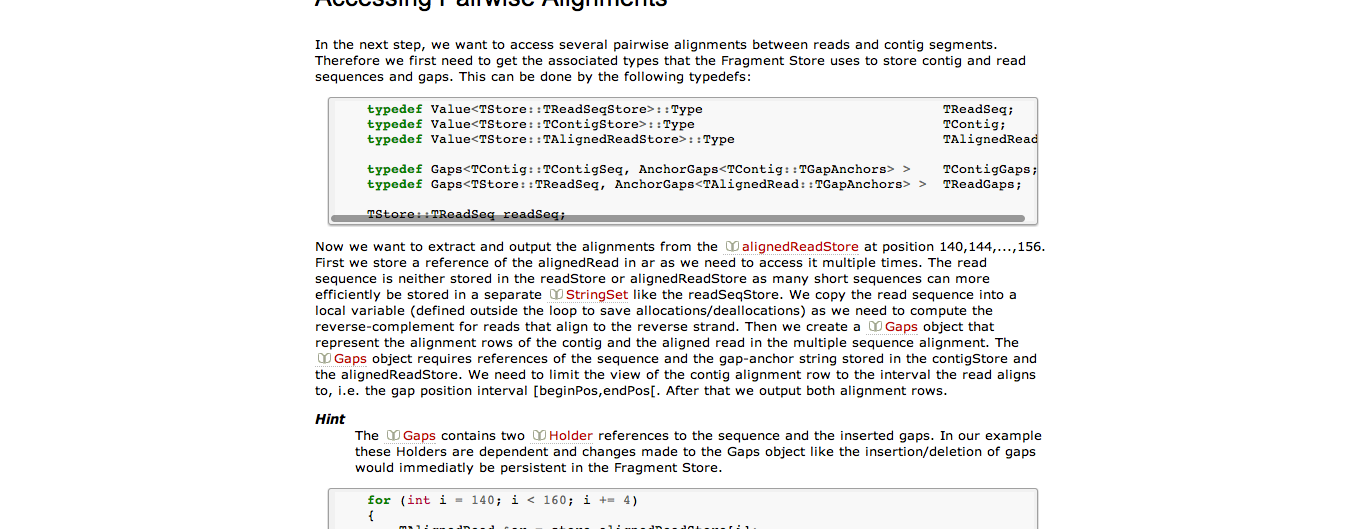 Accessing Pairwise Alignments
In the next step, we want to access several pairwise alignments between reads and contig segments.
Therefore we first need to get the associated types that the Fragment Store uses to store contig and read
sequences and gaps. This can be done by the following typedefs:
typedef Value<TStore::TReadSeqStore>::Type TReadSeq;
typedef Value<TStore::TContigStore>::Type TContig;
typedef Value<TStore::TAlignedReadStore>::Type TAlignedRead
typedef Gaps<TContig::TContigSeq, AnchorGaps<TContig::TGapAnchors> > TContigGaps;
typedef Gaps<TStore::TReadSeq, AnchorGaps<TAlignedRead::TGapAnchors> > TReadGaps;
TStore::TReadSeq readSeq;
Now we want to extract and output the alignments from the alignedReadStore at position 140,144,...,156.
First we store a reference of the alignedRead in ar as we need to access it multiple times. The read
sequence is neither stored in the readStore or alignedReadStore as many short sequences can more
efficiently be stored in a separate StringSet like the readSeqStore. We copy the read sequence into a
local variable (defined outside the loop to save allocations/deallocations) as we need to compute the
reverse-complement for reads that align to the reverse strand. Then we create a Gaps object that
represent the alignment rows of the contig and the aligned read in the multiple sequence alignment. The
Gaps object requires references of the sequence and the gap-anchor string stored in the contigStore and
the alignedReadStore. We need to limit the view of the contig alignment row to the interval the read aligns
to, i.e. the gap position interval [beginPos,endPos[. After that we output both alignment rows.
Hint
The Gaps contains two Holder references to the sequence and the inserted gaps. In our example
these Holders are dependent and changes made to the Gaps object like the insertion/deletion of gaps
would immediatly be persistent in the Fragment Store.
for (int i = 140; i < 160; i += 4)
{